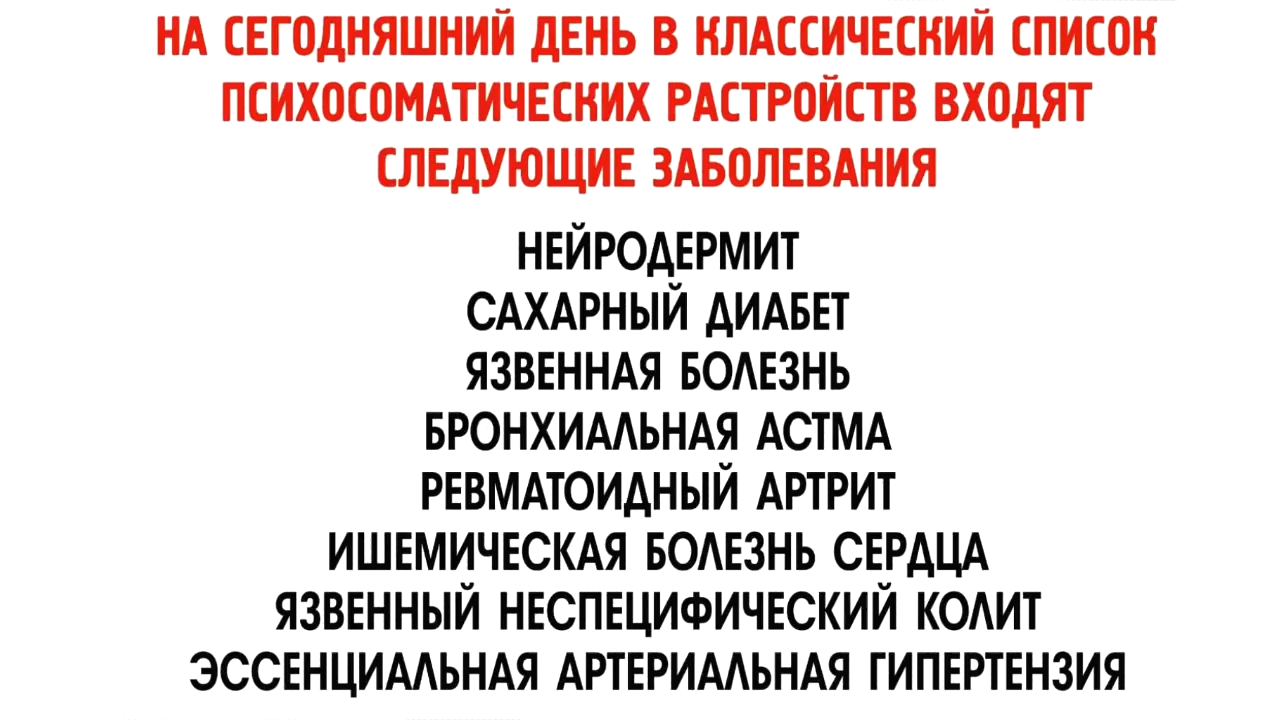 НА СЕГОДНЯШНИЙ ДЕНЬ В КЛАССИЧЕСКИЙ СПИСОК
ПСИХОСОМАТИЧЕСКИХ РАСТРОЙСТВ ВХОДЯТ
СЛЕДУЮЩИЕ ЗАБОЛЕВАНИЯ
НЕЙРОДЕРМИТ
САХАРНЫЙ ДИАБЕТ
ЯЗВЕННАЯ БОЛЕЗНЬ
БРОНХИАЛЬНАЯ АСТМА
РЕВМАТОИДНЫЙ АРТРИТ
ИШЕМИЧЕСКАЯ БОЛЕЗНЬ СЕРДЦА
ЯЗВЕННЫЙ НЕСПЕЦИФИЧЕСКИЙ КОЛИТ
ЭССЕНЦИАЛЬНАЯ АРТЕРИАЛЬНАЯ ГИПЕРТЕНЗИЯ